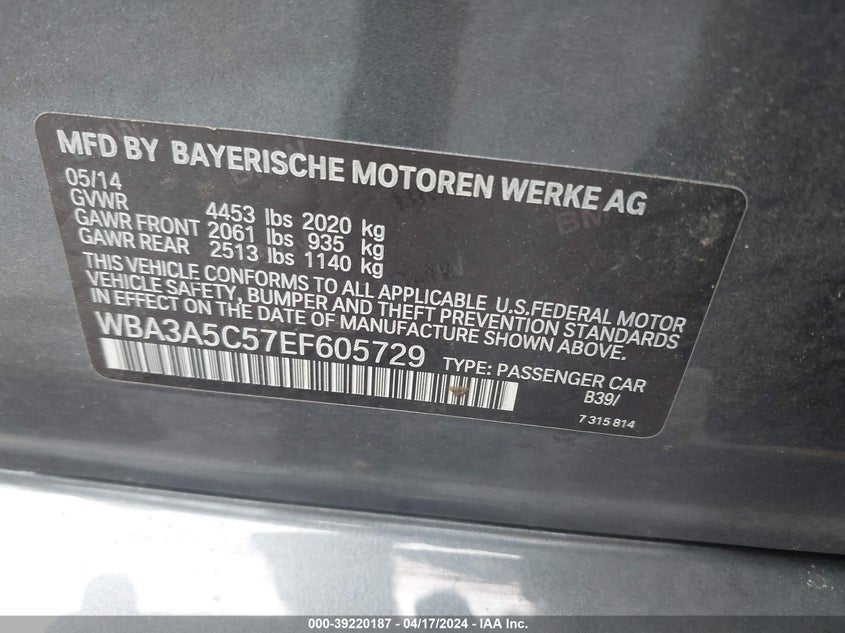 MFD BY BAYERISCHE MOTOREN WERKE AG
05/14
GVWR 4453 lbs 2020 kg
GAWR FRONT 2061 lbs 935 kg
GAWR REAR 2513 lbs 1140 kg
THIS VEHICLE CONFORMS TO ALL APPLICABLE U.S.FEDERAL MOTOR
VEHICLE SAFETY, BUMPER AND THEFT PREVENTION STANDARDS
IN EFFECT ON THE DATE OF MANUFACTURE SHOWN ABOVE.
WBA3A5C57EF605729 TYPE: PASSENGER CAR
B39/
7 315 814
000-39220187 - 04/17/2024 - IAA Inc.